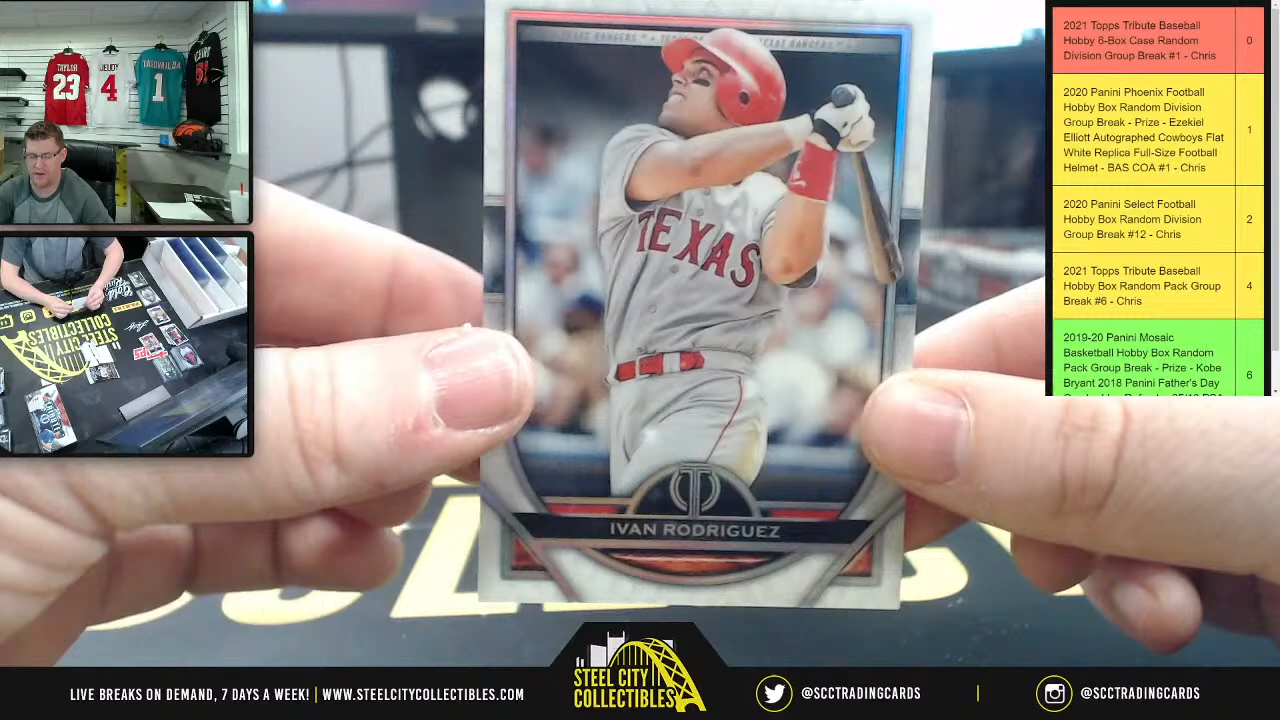 TAYLOR
23
JEUDY
4
TAGOVAILOA
1
51
STEEL CITY
COLLECTIBLES
TEXAS RANGERS
TEXAS
IVAN RODRIGUEZ
2021 Topps Tribute Baseball
Hobby 6-Box Case Random
Division Group Break #1 - Chris
0
2020 Panini Phoenix Football
Hobby Box Random Division
Group Break - Prize - Ezekiel
Elliott Autographed Cowboys Flat
White Replica Full-Size Football
Helmet - BAS COA #1 - Chris
1
2020 Panini Select Football
Hobby Box Random Division
Group Break #12 - Chris
2
2021 Topps Tribute Baseball
Hobby Box Random Pack Group
Break #6 - Chris
4
2019-20 Panini Mosaic
Basketball Hobby Box Random
Pack Group Break - Prize - Kobe
Bryant 2018 Panini Father's Day
6
LIVE BREAKS ON DEMAND, 7 DAYS A WEEK! | WWW.STEELCITYCOLLECTIBLES.COM
STEEL CITY
COLLECTIBLES
@SCCTRADINGCARDS
|
@SCCTRADINGCARDS